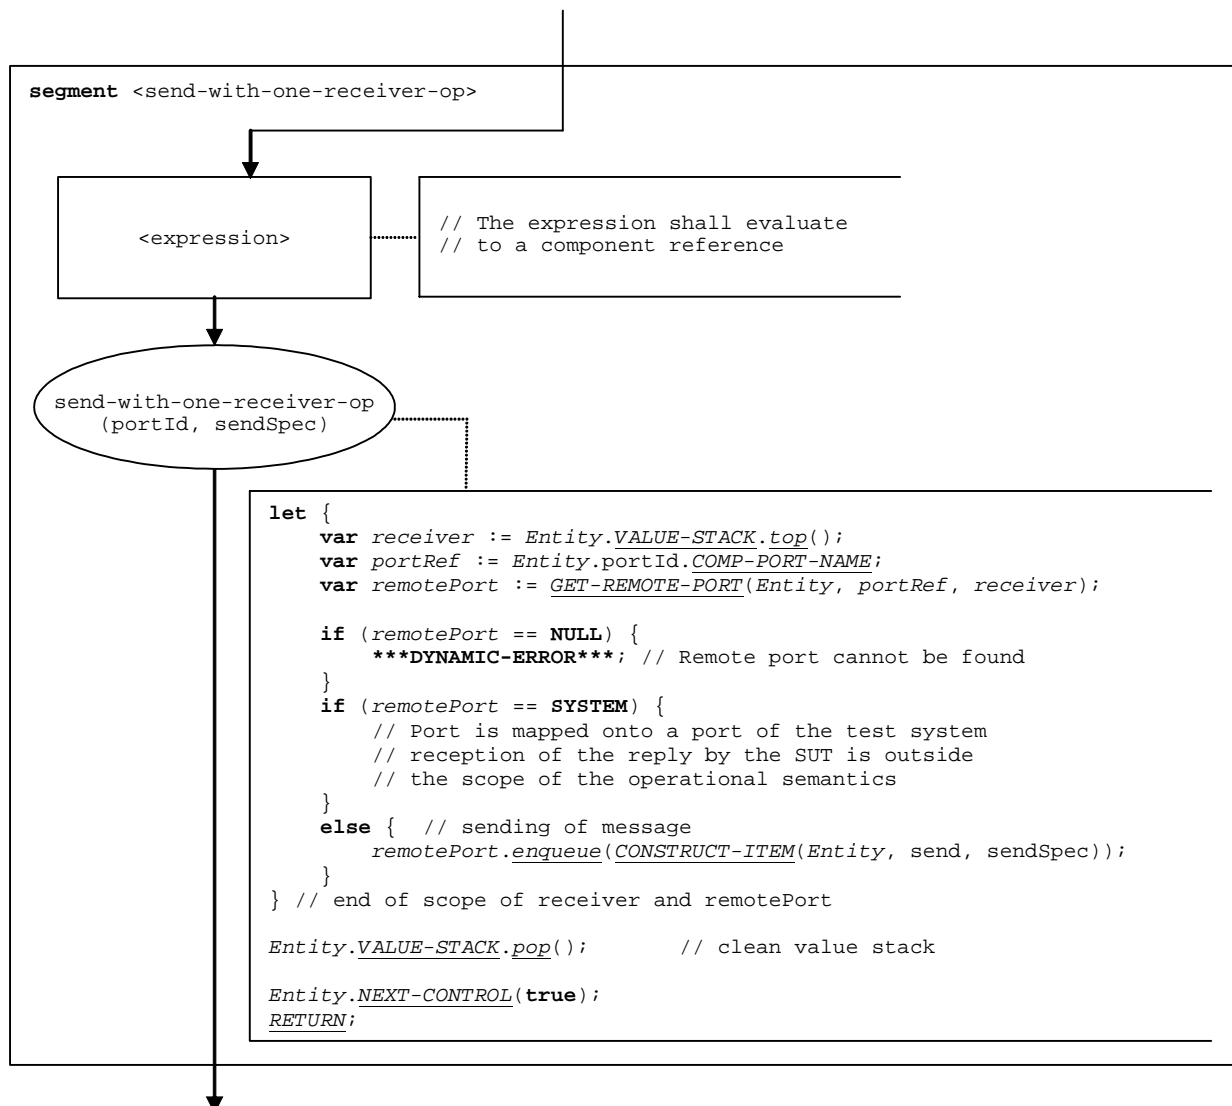 segment <send-with-one-receiver-op>
<expression>
// The expression shall evaluate
// to a component reference
send-with-one-receiver-op
(portId, sendSpec)
let {
    var receiver := Entity.VALUE-STACK.top();
    var portRef := Entity.portId.COMP-PORT-NAME;
    var remotePort := GET-REMOTE-PORT(Entity, portRef, receiver);
    if (remotePort == NULL) {
        ***DYNAMIC-ERROR***; // Remote port cannot be found
    }
    if (remotePort == SYSTEM) {
        // Port is mapped onto a port of the test system
        // reception of the reply by the SUT is outside
        // the scope of the operational semantics
    }
    else {  // sending of message
        remotePort.enqueue(CONSTRUCT-ITEM(Entity, send, sendSpec));
    }
} // end of scope of receiver and remotePort
Entity.VALUE-STACK.pop();       // clean value stack
Entity.NEXT-CONTROL(true);
RETURN;